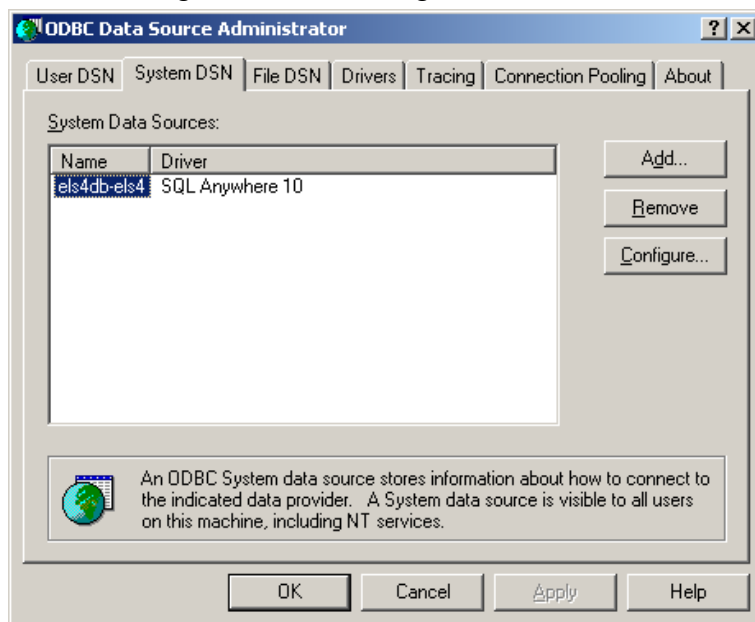 ODBC Data Source Administrator
User DSN System DSN File DSN Drivers Tracing Connection Pooling About
System Data Sources:
Name Driver
els4db-els4 SQL Anywhere 10
Add...
Remove
Configure...
An ODBC System data source stores information about how to connect to
the indicated data provider. A System data source is visible to all users
on this machine, including NT services.
OK Cancel Apply Help